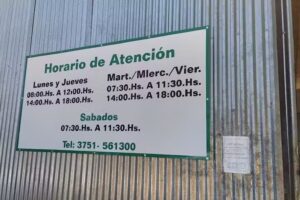 Horario de Atención
Lunes y Jueves
08:00.Hs. A 12:00.Hs.
14:00.Hs. A 18:00.Hs.
Mart./Mierc./Vier.
07:30.Hs. A 11:30.Hs.
14:00.Hs. A 18:00.Hs.
Sabados
07:30.Hs. A 11:30.Hs.
Tel: 3751- 561300